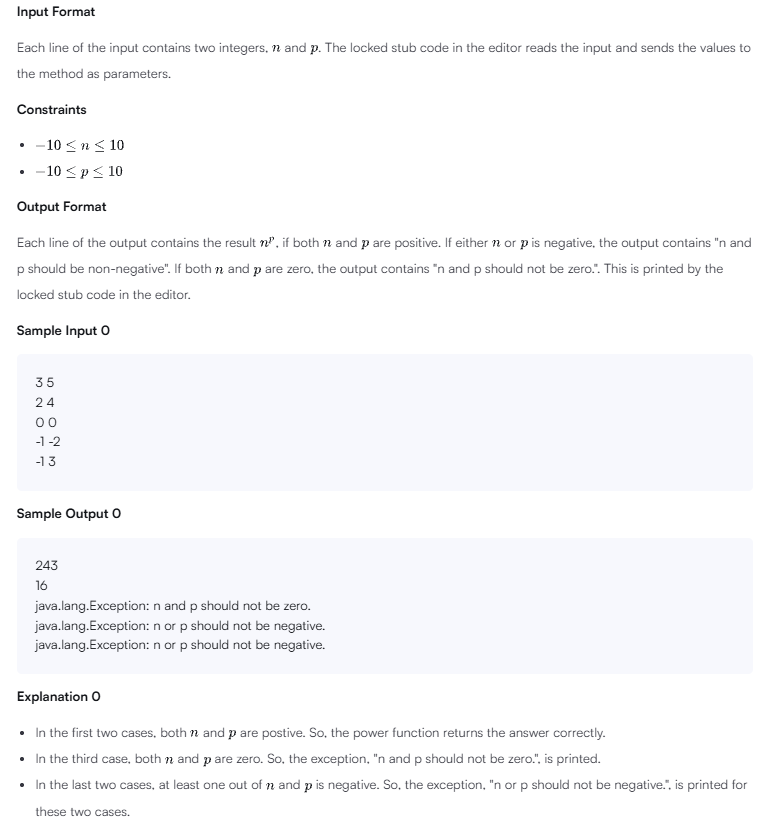 Input Format
Each line of the input contains two integers, n and p. The locked stub code in the editor reads the input and sends the values to
the method as parameters.
Constraints
• −10 ≤ n ≤ 10
• −10 ≤ p ≤ 10
Output Format
Each line of the output contains the result n^p, if both n and p are positive. If either n or p is negative, the output contains "n and
p should be non-negative". If both n and p are zero, the output contains "n and p should not be zero.". This is printed by the
locked stub code in the editor.
Sample Input 0
3 5
2 4
0 0
-1 -2
-1 3
Sample Output 0
243
16
java.lang.Exception: n and p should not be zero.
java.lang.Exception: n or p should not be negative.
java.lang.Exception: n or p should not be negative.
Explanation 0
• In the first two cases, both n and p are postive. So, the power function returns the answer correctly.
• In the third case, both n and p are zero. So, the exception, "n and p should not be zero.", is printed.
• In the last two cases, at least one out of n and p is negative. So, the exception, "n or p should not be negative.", is printed for
these two cases.